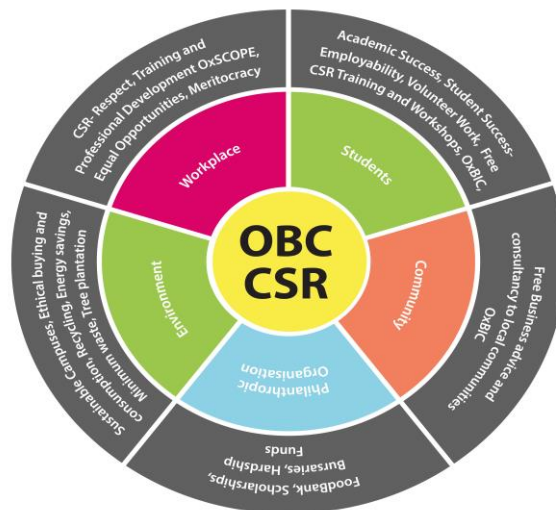 OBC
CSR
Workplace
CSR- Respect, Training and
Professional Development OxSCOPE,
Equal Opportunities, Meritocracy
Students
Academic Success, Student Success-
Employability, Volunteer Work, Free
CSR Training and Workshops, OxBIC,
Community
Free Business advice and
consultancy to local communities
OxBIC
Philanthropic
Organisation
FoodBank, Scholarships,
Bursaries, Hardship
Funds
Environment
Sustainable Campuses, Ethical buying and
consumption, Recycling, Energy savings,
Minimum waste, Tree plantation